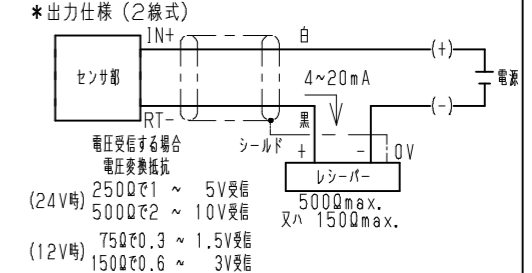 *出力仕様(2線式)
IN+
白
(+)
センサ部
4~20mA
電源
(-)
RT-
黒
シールド
+
-
0V
レシーバー
500Ωmax.
又ハ 150Ωmax.
電圧受信する場合
電圧変換抵抗
(24V時) 250Ωで1 ~ 5V受信
500Ωで2 ~ 10V受信
(12V時) 75Ωで0.3 ~ 1.5V受信
150Ωで0.6 ~ 3V受信